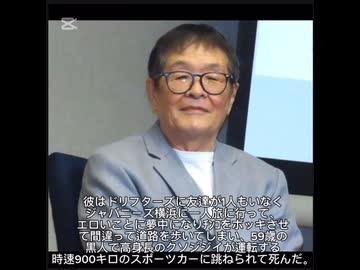 彼はドリフターズに友達が1人もいなく
ジャパニーズ横浜に一人旅に行って
エロいことに夢中になりﾁﾝｺをボッキさせ
て間違って道路を歩いてしまい、59歳の
黒人で高身長のクソジジイが運転する
時速900キロのスポーツカーに跳ねられて死んだ。